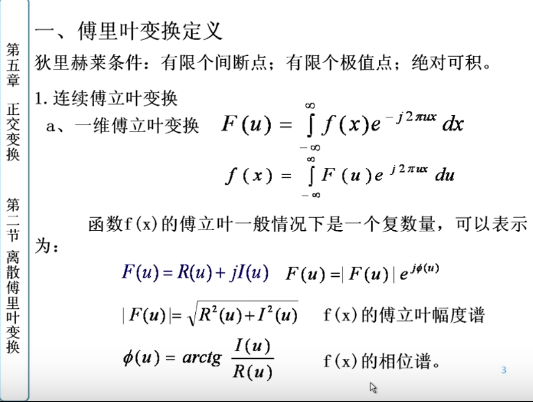 第五章 正交变换 第二节 离散傅里叶变换
一、傅里叶变换定义
狄里赫莱条件：有限个间断点；有限个极值点；绝对可积。
1.连续傅立叶变换
a、一维傅立叶变换 F(u) = ∫_{-∞}^{∞} f(x)e^{-j2πux} dx
f(x) = ∫_{-∞}^{∞} F(u)e^{j2πux} du
函数f(x)的傅立叶一般情况下是一个复数量，可以表示
为：
F(u)=R(u)+jI(u) F(u)=|F(u)|e^{jϕ(u)}
|F(u)|=√(R²(u)+I²(u)) f(x)的傅立叶幅度谱
ϕ(u) = arctg I(u)/R(u) f(x)的相位谱。
3